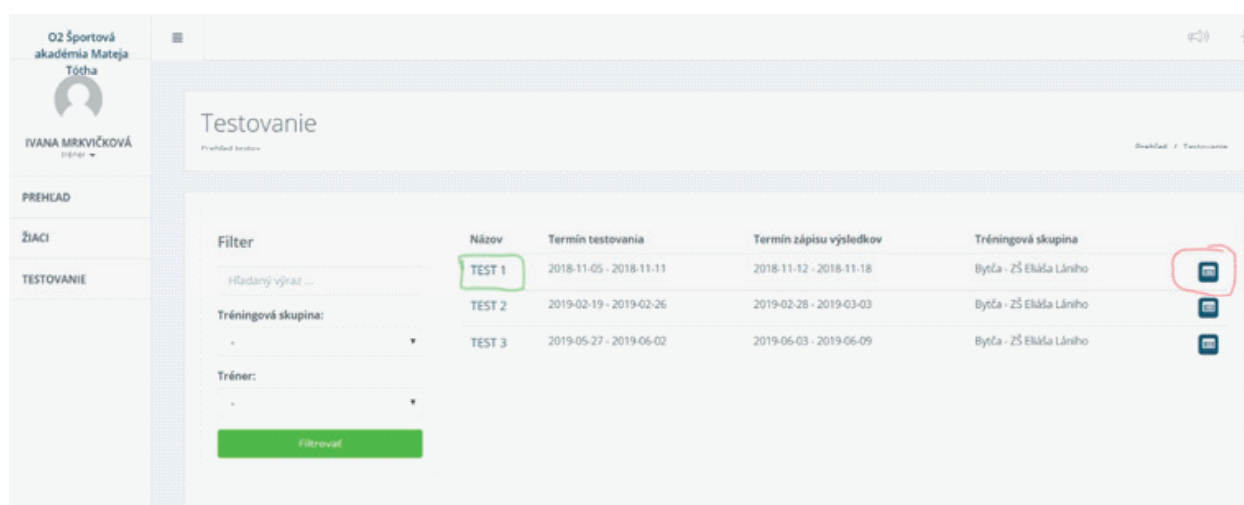 O2 Športová
akadémia Mateja
Tótha
IVANA MRKVIČKOVÁ
tréner
PREHĽAD
ŽIACI
TESTOVANIE
Testovanie
Prehľad testov
Prehľad / Testovanie
Filter
Hľadaný výraz ...
Tréningová skupina:
-
Tréner:
-
Filtrovať
Názov Termín testovania Termín zápisu výsledkov Tréningová skupina
TEST 1 2018-11-05 - 2018-11-11 2018-11-12 - 2018-11-18 Bytča - ZŠ Eliáša Lániho
TEST 2 2019-02-19 - 2019-02-26 2019-02-28 - 2019-03-03 Bytča - ZŠ Eliáša Lániho
TEST 3 2019-05-27 - 2019-06-02 2019-06-03 - 2019-06-09 Bytča - ZŠ Eliáša Lániho